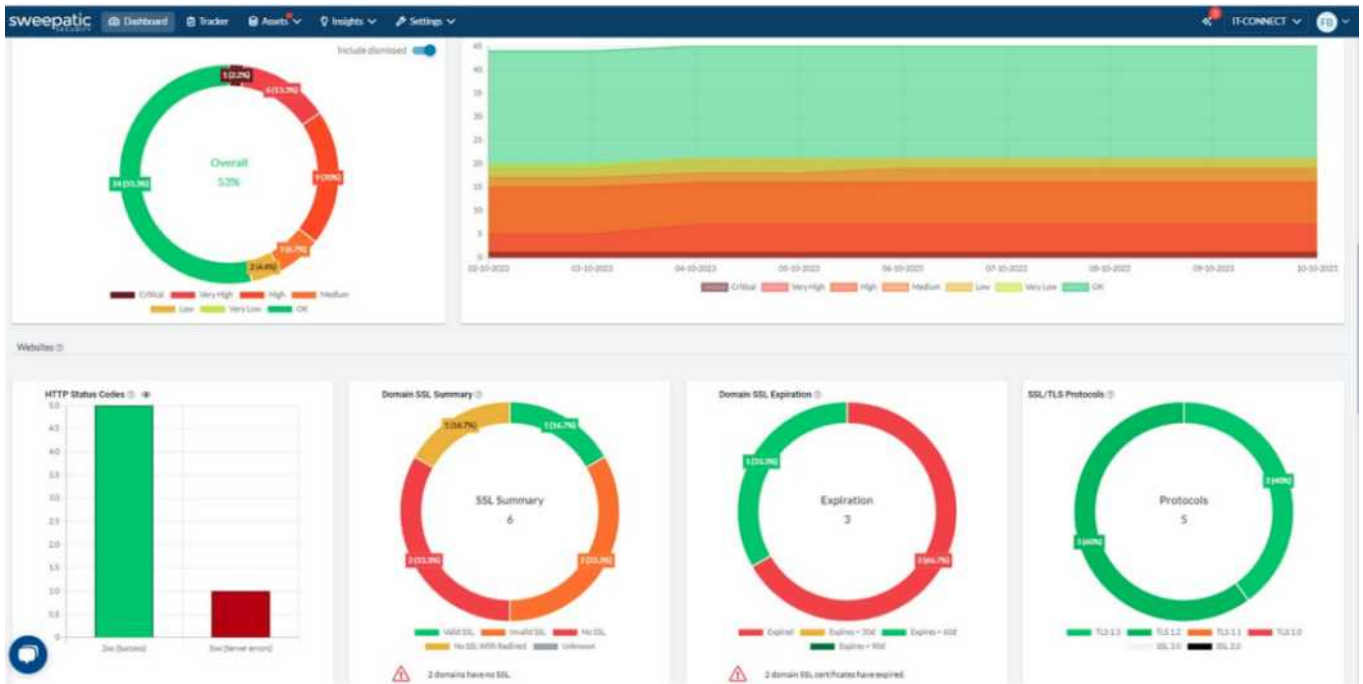 sweepatic
SECURITY
Dashboard
Tracker
Assets
Insights
Settings
3
IT-CONNECT
FB
Include dismissed
1 (2.2%)
6 (13.3%)
9 (20%)
3 (6.7%)
2 (4.4%)
24 (53.3%)
Overall
53%
Critical Very High High Medium
Low Very Low OK
45
40
35
30
25
20
15
10
5
0
02-10-2023 03-10-2023 04-10-2023 05-10-2023 06-10-2023 07-10-2023 08-10-2023 09-10-2023 10-10-2023
Critical Very High High Medium Low Very Low OK
Websites
HTTP Status Codes
5.0
4.5
4.0
3.5
3.0
2.5
2.0
1.5
1.0
0.5
0
2xx (Success) 5xx (Server errors)
Domain SSL Summary
1 (16.7%) 1 (16.7%)
SSL Summary
6
2 (33.3%) 2 (33.3%)
Valid SSL Invalid SSL No SSL
No SSL With Redirect Unknown
2 domains have no SSL.
Domain SSL Expiration
1 (33.3%)
Expiration
3
2 (66.7%)
Expired Expires < 30d Expires < 60d
Expires < 90d
2 domain SSL certificates have expired.
SSL/TLS Protocols
2 (40%)
Protocols
5
3 (60%)
TLS 1.3 TLS 1.2 TLS 1.1 TLS 1.0
SSL 3.0 SSL 2.0